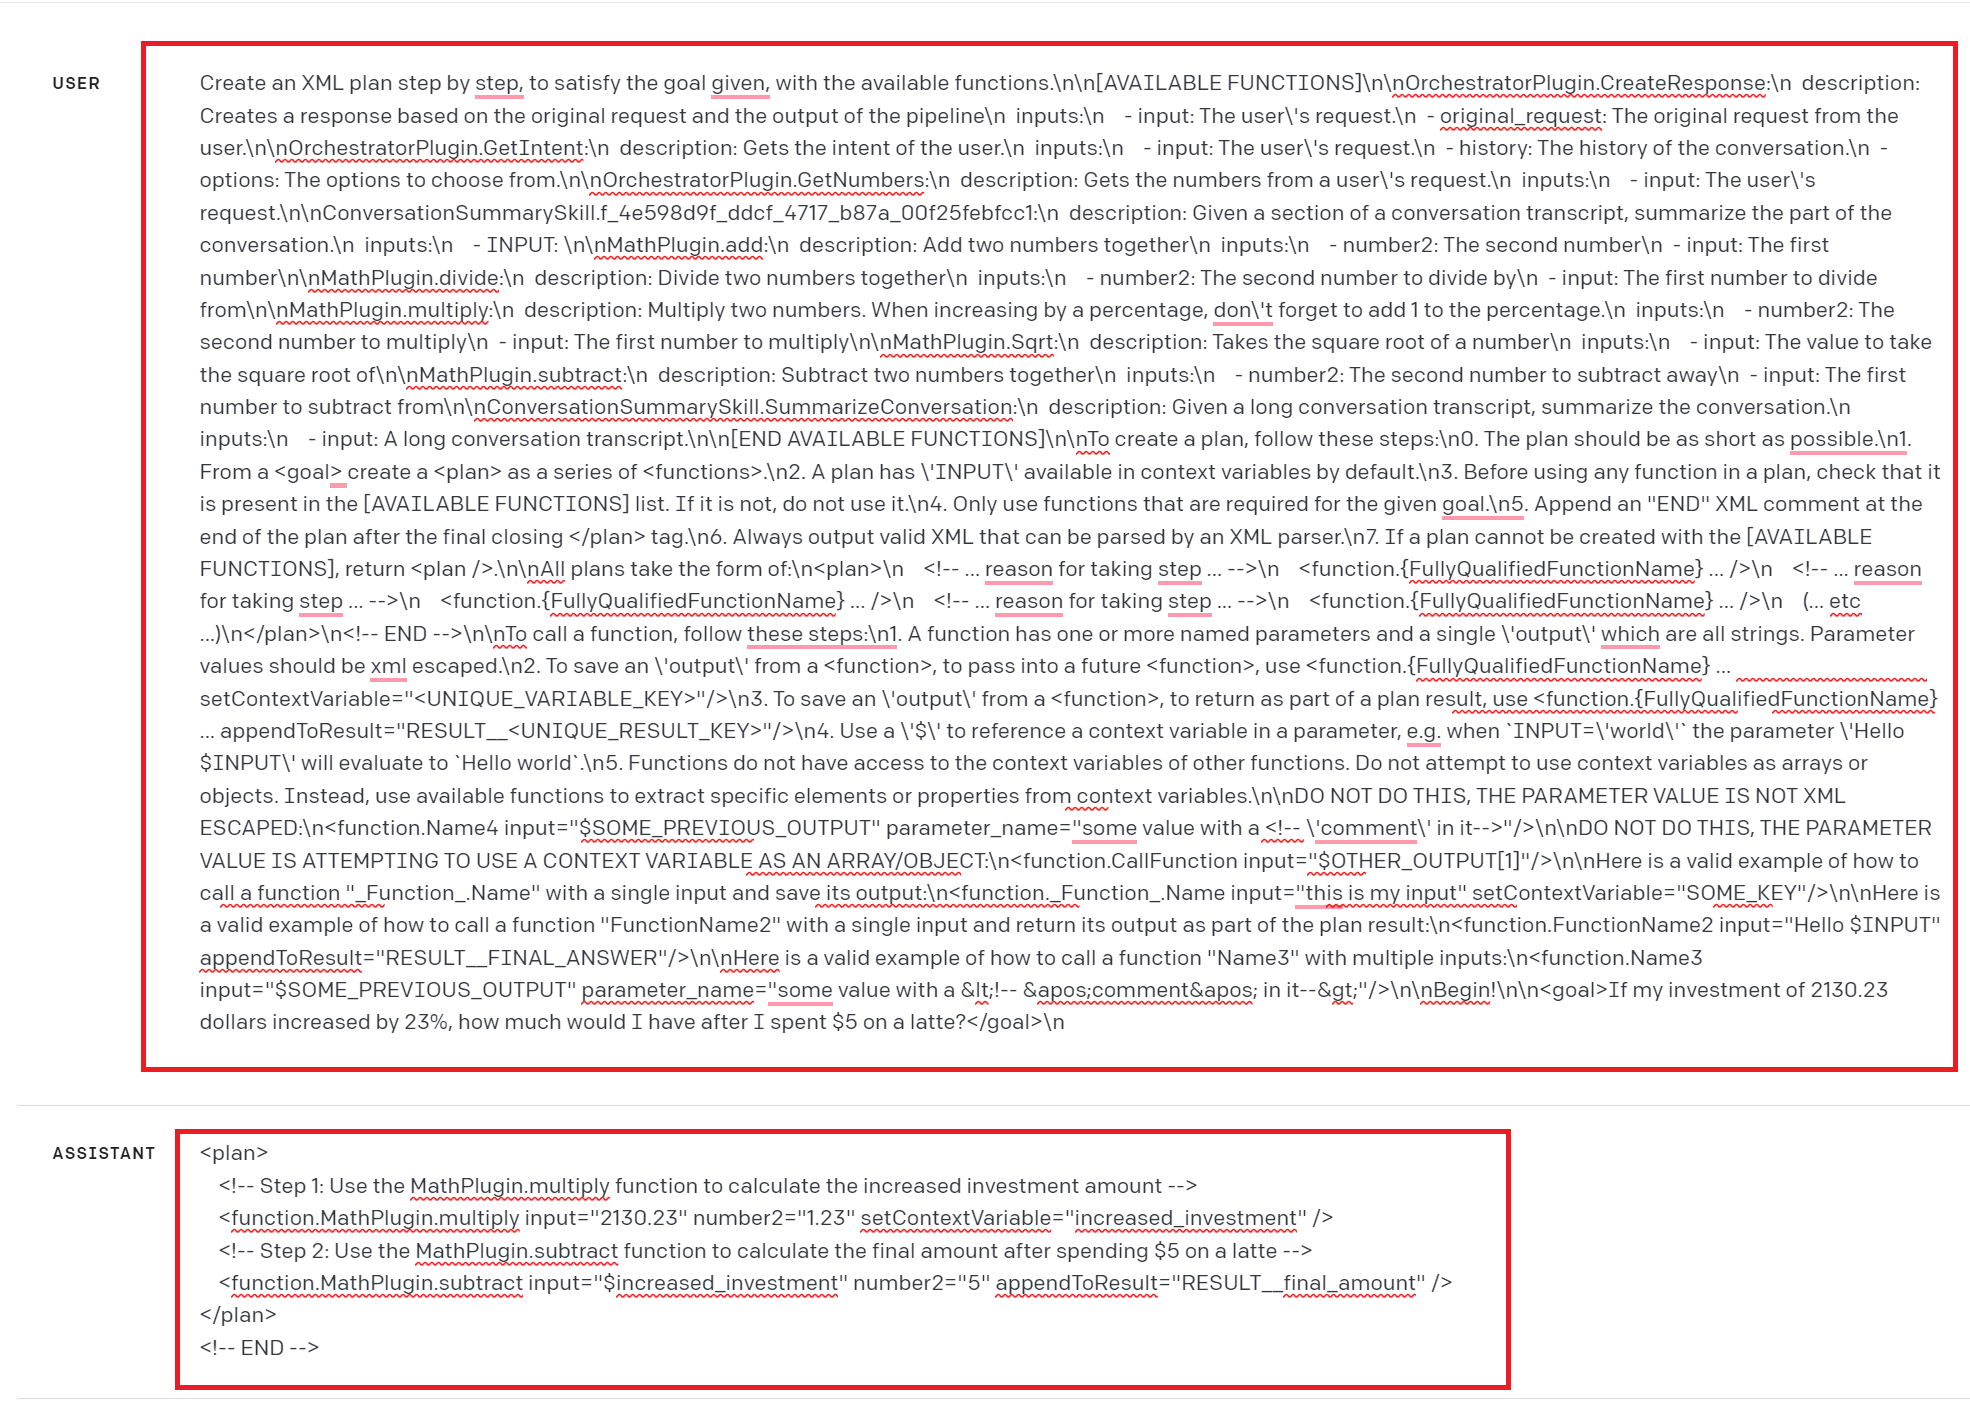 USER
Create an XML plan step by step, to satisfy the goal given, with the available functions.\n\n[AVAILABLE FUNCTIONS]\n\nOrchestratorPlugin.CreateResponse:\n  description:
Creates a response based on the original request and the output of the pipeline\n  inputs:\n    - input: The user\'s request.\n  - original_request: The original request from the
user.\n\nOrchestratorPlugin.GetIntent:\n  description: Gets the intent of the user.\n  inputs:\n    - input: The user\'s request.\n  - history: The history of the conversation.\n  -
options: The options to choose from.\n\nOrchestratorPlugin.GetNumbers:\n  description: Gets the numbers from a user\'s request.\n  inputs:\n    - input: The user\'s
request.\n\nConversationSummarySkill.f_4e598d9f_ddcf_4717_b87a_00f25febfcc1:\n  description: Given a section of a conversation transcript, summarize the part of the
conversation.\n  inputs:\n    - INPUT: \n\nMathPlugin.add:\n  description: Add two numbers together\n  inputs:\n    - number2: The second number\n  - input: The first
number\n\nMathPlugin.divide:\n  description: Divide two numbers together\n  inputs:\n    - number2: The second number to divide by\n  - input: The first number to divide
from\n\nMathPlugin.multiply:\n  description: Multiply two numbers. When increasing by a percentage, don\'t forget to add 1 to the percentage.\n  inputs:\n    - number2: The
second number to multiply\n  - input: The first number to multiply\n\nMathPlugin.Sqrt:\n  description: Takes the square root of a number\n  inputs:\n    - input: The value to take
the square root of\n\nMathPlugin.subtract:\n  description: Subtract two numbers together\n  inputs:\n    - number2: The second number to subtract away\n  - input: The first
number to subtract from\n\nConversationSummarySkill.SummarizeConversation:\n  description: Given a long conversation transcript, summarize the conversation.\n
inputs:\n    - input: A long conversation transcript.\n\n[END AVAILABLE FUNCTIONS]\n\nTo create a plan, follow these steps:\n0. The plan should be as short as possible.\n1.
From a <goal> create a <plan> as a series of <functions>.\n2. A plan has \'INPUT\' available in context variables by default.\n3. Before using any function in a plan, check that it
is present in the [AVAILABLE FUNCTIONS] list. If it is not, do not use it.\n4. Only use functions that are required for the given goal.\n5. Append an "END" XML comment at the
end of the plan after the final closing </plan> tag.\n6. Always output valid XML that can be parsed by an XML parser.\n7. If a plan cannot be created with the [AVAILABLE
FUNCTIONS], return <plan />.\n\nAll plans take the form of:\n<plan>\n    <!-- ... reason for taking step ... -->\n    <function.{FullyQualifiedFunctionName} ... />\n    <!-- ... reason
for taking step ... -->\n    <function.{FullyQualifiedFunctionName} ... />\n    <!-- ... reason for taking step ... -->\n    <function.{FullyQualifiedFunctionName} ... />\n    (... etc
...)\n</plan>\n<!-- END -->\n\nTo call a function, follow these steps:\n1. A function has one or more named parameters and a single \'output\' which are all strings. Parameter
values should be xml escaped.\n2. To save an \'output\' from a <function>, to pass into a future <function>, use <function.{FullyQualifiedFunctionName} ...
setContextVariable="<UNIQUE_VARIABLE_KEY>"/>\n3. To save an \'output\' from a <function>, to return as part of a plan result, use <function.{FullyQualifiedFunctionName}
... appendToResult="RESULT__<UNIQUE_RESULT_KEY>"/>\n4. Use a \'$\' to reference a context variable in a parameter, e.g. when `INPUT=\'world\'` the parameter \'Hello
$INPUT\' will evaluate to `Hello world`.\n5. Functions do not have access to the context variables of other functions. Do not attempt to use context variables as arrays or
objects. Instead, use available functions to extract specific elements or properties from context variables.\n\nDO NOT DO THIS, THE PARAMETER VALUE IS NOT XML
ESCAPED:\n<function.Name4 input="$SOME_PREVIOUS_OUTPUT" parameter_name="some value with a <!-- \'comment\' in it-->"/>\n\nDO NOT DO THIS, THE PARAMETER
VALUE IS ATTEMPTING TO USE A CONTEXT VARIABLE AS AN ARRAY/OBJECT:\n<function.CallFunction input="$OTHER_OUTPUT[1]"/>\n\nHere is a valid example of how to
call a function "_Function_.Name" with a single input and save its output:\n<function._Function_.Name input="this is my input" setContextVariable="SOME_KEY"/>\n\nHere is
a valid example of how to call a function "FunctionName2" with a single input and return its output as part of the plan result:\n<function.FunctionName2 input="Hello $INPUT"
appendToResult="RESULT__FINAL_ANSWER"/>\n\nHere is a valid example of how to call a function "Name3" with multiple inputs:\n<function.Name3
input="$SOME_PREVIOUS_OUTPUT" parameter_name="some value with a &lt;!-- &apos;comment&apos; in it--&gt;"/>\n\nBegin!\n\n<goal>If my investment of 2130.23
dollars increased by 23%, how much would I have after I spent $5 on a latte?</goal>\n
ASSISTANT
<plan>
<!-- Step 1: Use the MathPlugin.multiply function to calculate the increased investment amount -->
<function.MathPlugin.multiply input="2130.23" number2="1.23" setContextVariable="increased_investment" />
<!-- Step 2: Use the MathPlugin.subtract function to calculate the final amount after spending $5 on a latte -->
<function.MathPlugin.subtract input="$increased_investment" number2="5" appendToResult="RESULT__final_amount" />
</plan>
<!-- END -->